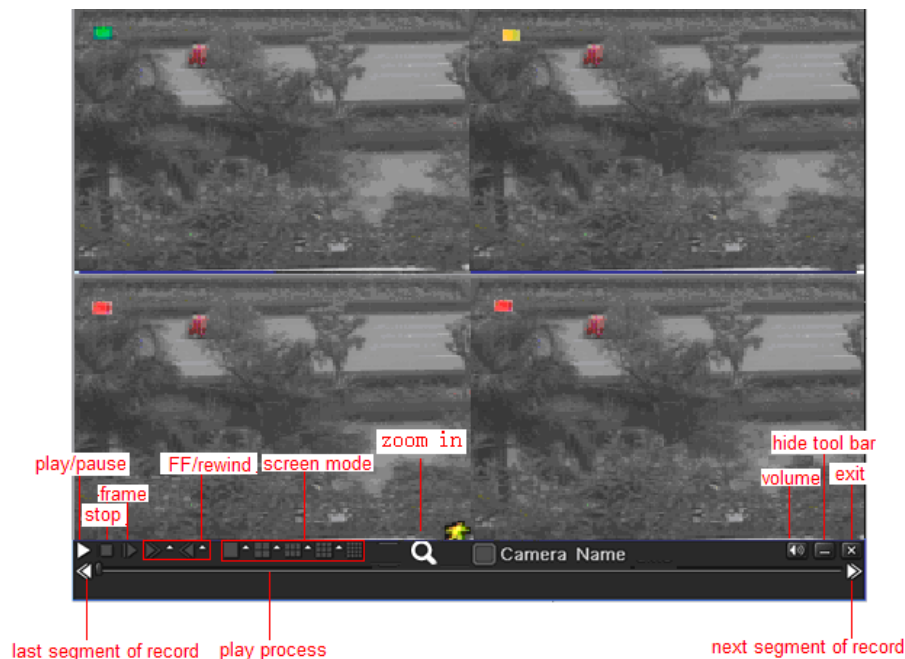 zoom in
hide tool bar
play/pause
FF/rewind
screen mode
volume
exit
frame
stop
Camera Name
last segment of record
play process
next segment of record